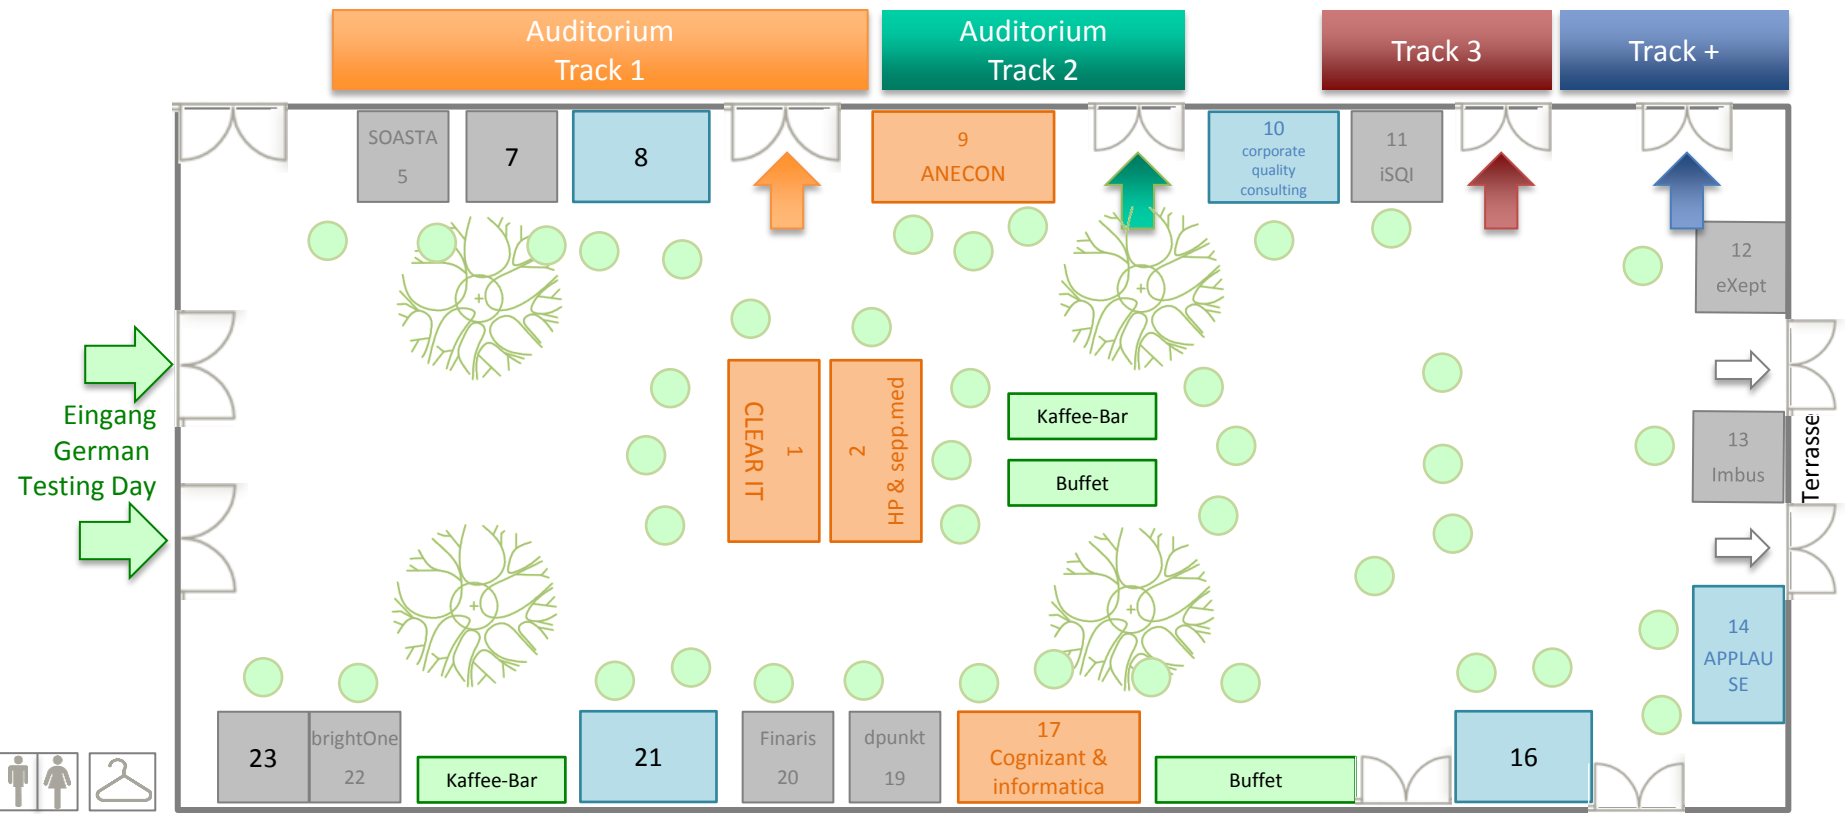 Auditorium
Track 1
Auditorium
Track 2
Track 3
Track +
SOASTA
5
7
8
9
ANECON
10
corporate
quality
consulting
11
iSQI
12
eXept
Eingang
German
Testing Day
1
CLEAR IT
2
HP & sepp.med
Kaffee-Bar
Buffet
13
Imbus
Terrasse
14
APPLAU
SE
23
brightOne
22
Kaffee-Bar
21
Finaris
20
dpunkt
19
17
Cognizant &
informatica
Buffet
16